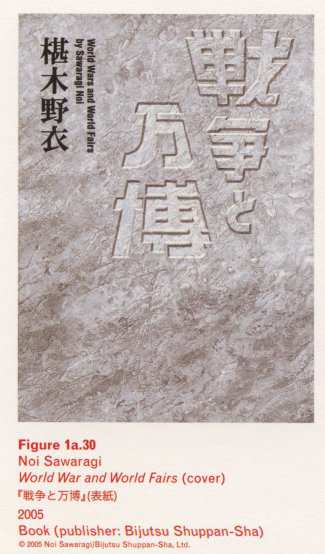 戦争と
万博
World Wars and World Fairs
by Sawaragi Noi
椹木野衣
Figure 1a.30
Noi Sawaragi
World War and World Fairs (cover)
『戦争と万博』(表紙)
2005
Book (publisher: Bijutsu Shuppan-Sha)
© 2005 Noi Sawaragi/Bijutsu Shuppan-Sha, Ltd.